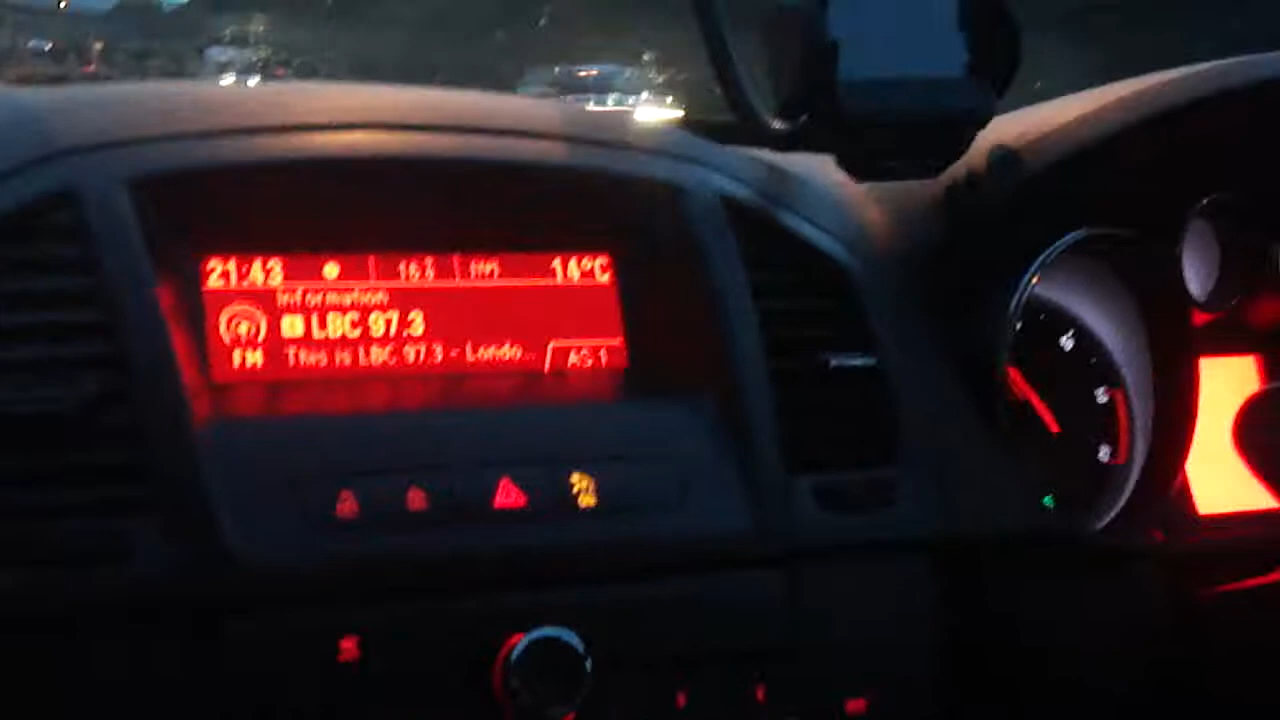 21:43 14°C
Information
LBC 97.3
FM This is LBC 97.3 - Londo... AS 1